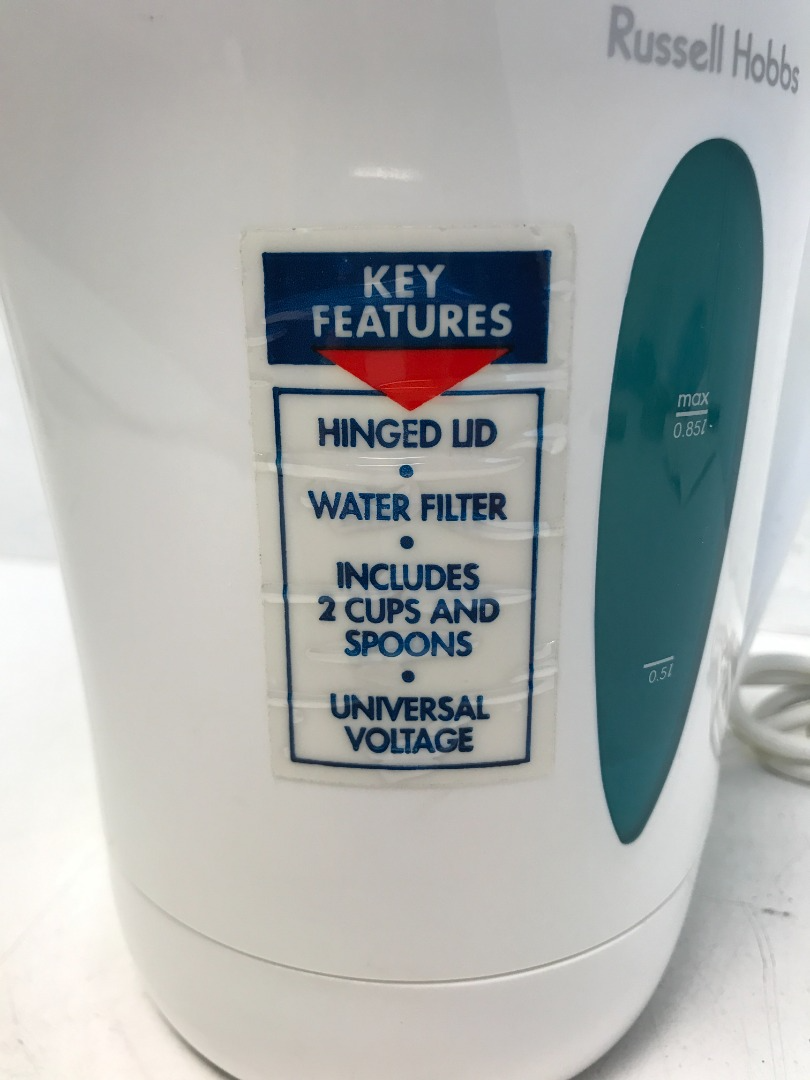 Russell Hobbs
KEY
FEATURES
HINGED LID
•
WATER FILTER
•
INCLUDES
2 CUPS AND
SPOONS
•
UNIVERSAL
VOLTAGE
max
0.85l
0.5l